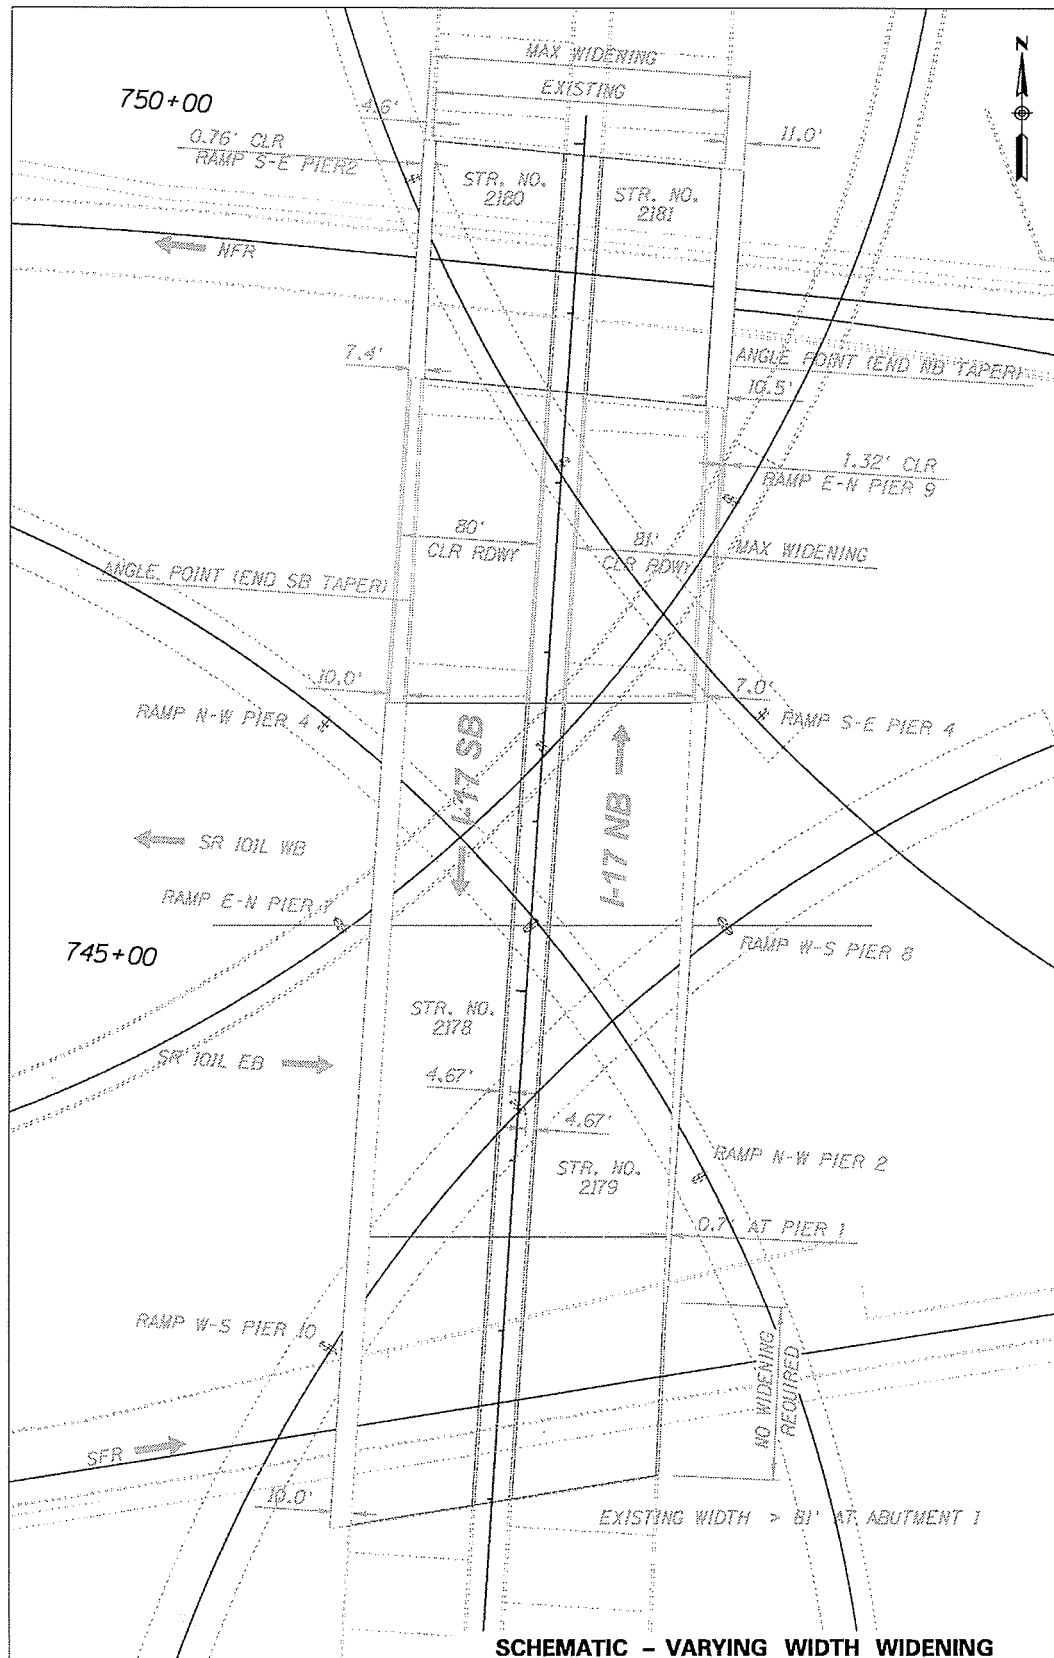 N
MAX WIDENING
EXISTING
750+00
4.6'
11.0'
0.76' CLR
RAMP S-E PIER2
STR. NO.
2180
STR. NO.
2181
NFR
7.4'
ANGLE POINT (END NB TAPER)
10.5'
1.32' CLR
RAMP E-N PIER 9
80'
CLR RDWY
81'
CLR RDWY
MAX WIDENING
ANGLE POINT (END SB TAPER)
10.0'
7.0'
RAMP N-W PIER 4
RAMP S-E PIER 4
I-17 SB
I-17 NB
SR 101L WB
RAMP E-N PIER 7
745+00
RAMP W-S PIER 8
STR. NO.
2178
SR 101L EB
4.67'
4.67'
RAMP N-W PIER 2
STR. NO.
2179
0.7' AT PIER 1
RAMP W-S PIER 10
NO WIDENING
REQUIRED
SFR
10.0'
EXISTING WIDTH > 81' AT ABUTMENT 1
SCHEMATIC - VARYING WIDTH WIDENING